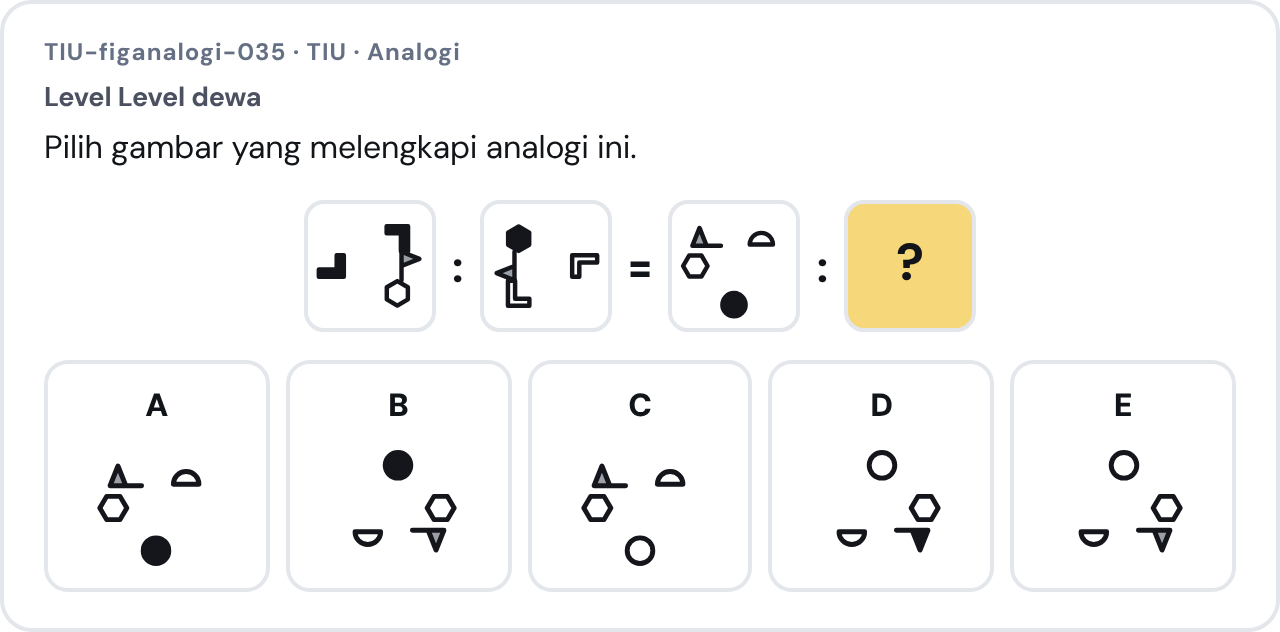 TIU-figanalogi-035 · TIU · Analogi
Level Level dewa
Pilih gambar yang melengkapi analogi ini.
: = : ?
A B C D E